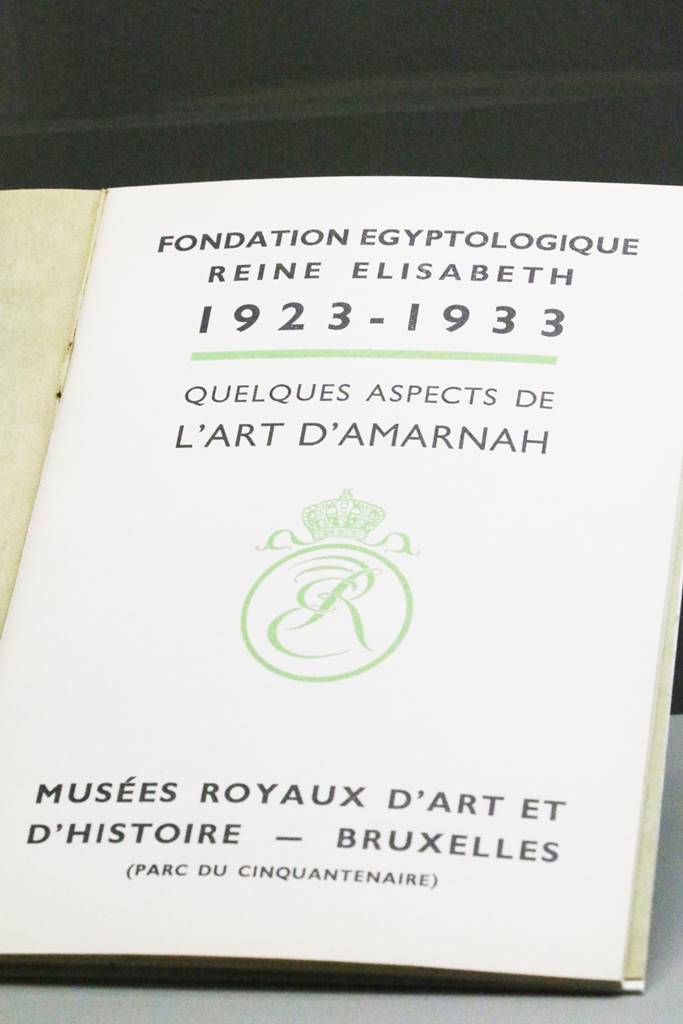 FONDATION EGYPTOLOGIQUE
REINE ELISABETH
1923-1933
QUELQUES ASPECTS DE
L'ART D'AMARNAH
MUSÉES ROYAUX D'ART ET
D'HISTOIRE — BRUXELLES
(PARC DU CINQUANTENAIRE)